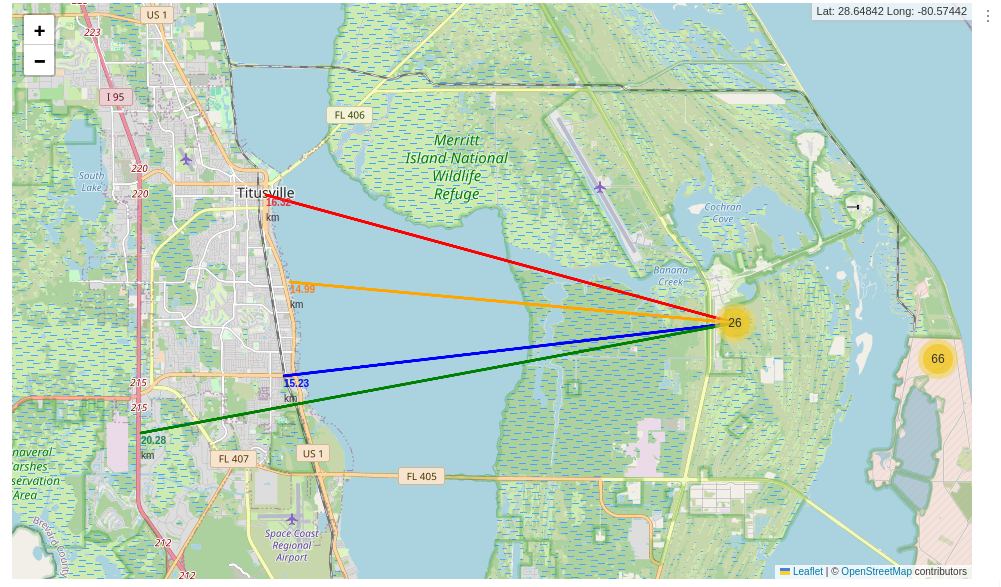 US 1
223
Lat: 28.64842 Long: -80.57442
+
−
I 95
FL 406
Merritt
Island National
Wildlife
Refuge
220
South
Lake
220
Titusville
16.32
km
Cochran
Cove
Banana
Creek
14.99
km
26
66
215
15.23
km
215
20.28
km
naveral
arshes
servation
Area
FL 407
US 1
FL 405
Brevard County
Space Coast
Regional
Airport
212
212
Leaflet | © OpenStreetMap contributors